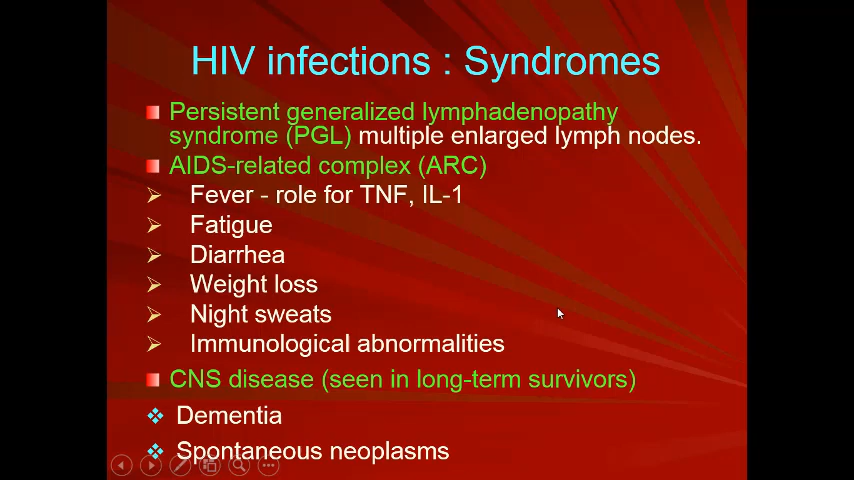 HIV infections : Syndromes
Persistent generalized lymphadenopathy
syndrome (PGL) multiple enlarged lymph nodes.
AIDS-related complex (ARC)
Fever - role for TNF, IL-1
Fatigue
Diarrhea
Weight loss
Night sweats
Immunological abnormalities
CNS disease (seen in long-term survivors)
Dementia
Spontaneous neoplasms